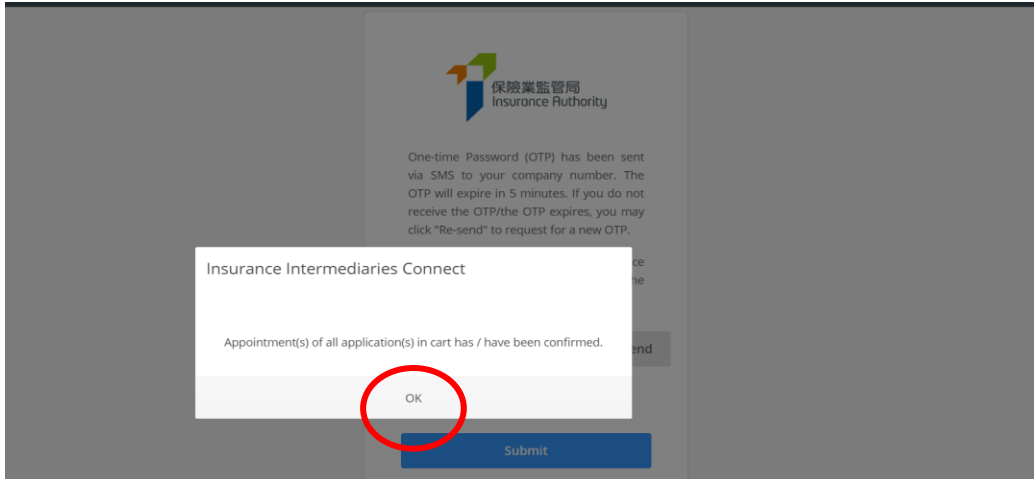 保險業監管局
Insurance Authority
One-time Password (OTP) has been sent
via SMS to your company number. The
OTP will expire in 5 minutes. If you do not
receive the OTP/the OTP expires, you may
click "Re-send" to request for a new OTP.
Insurance Intermediaries Connect
Appointment(s) of all application(s) in cart has / have been confirmed.
OK
Submit